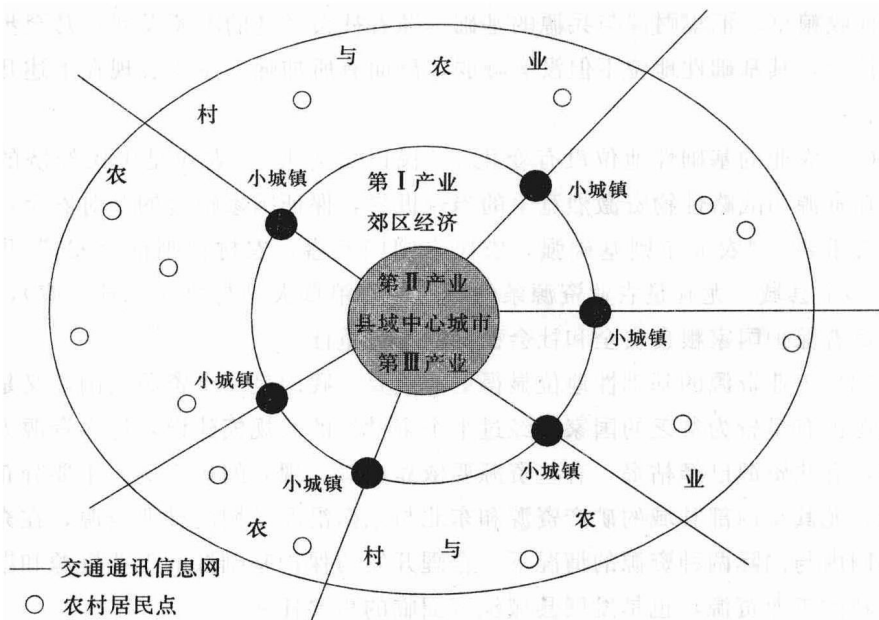 农村与农业
小城镇
第Ⅰ产业
郊区经济
小城镇
第Ⅱ产业
县域中心城市
第Ⅲ产业
小城镇
小城镇
小城镇
小城镇
农村与农业
交通通讯信息网
农村居民点